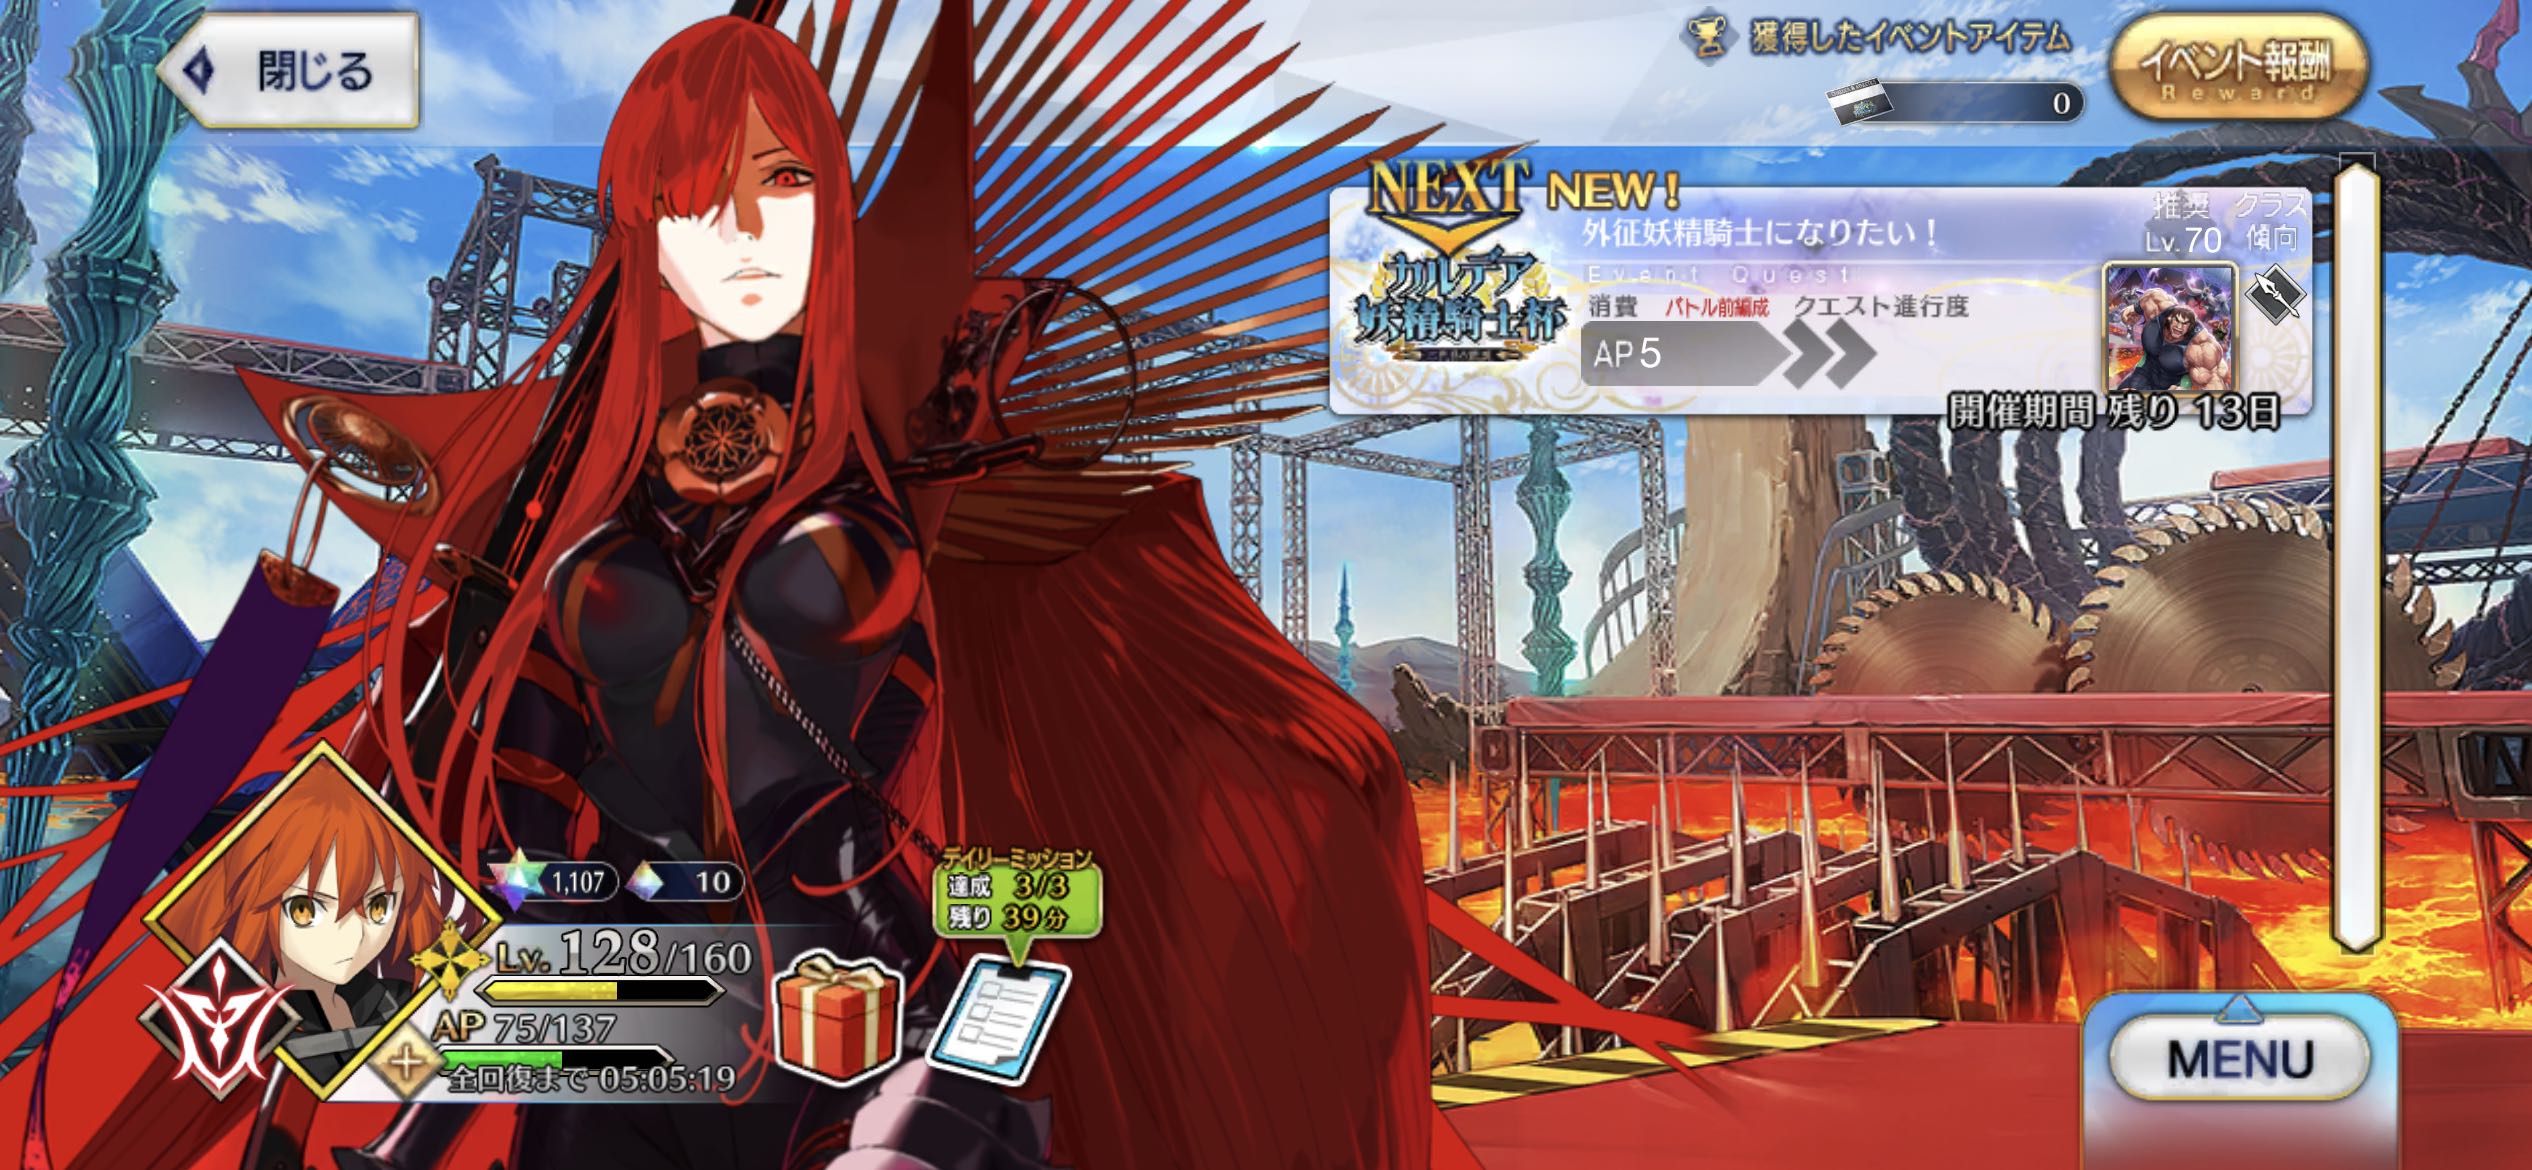 閉じる
獲得したイベントアイテム
0
イベント報酬
Reward
NEXT NEW!
外征妖精騎士になりたい！
推奨 クラス
Lv.70 傾向
カルデア
妖精騎士杯
Event Quest
消費 バトル前編成 クエスト進行度
AP 5
開催期間 残り 13日
デイリーミッション
達成 3/3
残り 39分
1,107
10
Lv. 128/160
AP 75/137
全回復まで 05:05:19
MENU